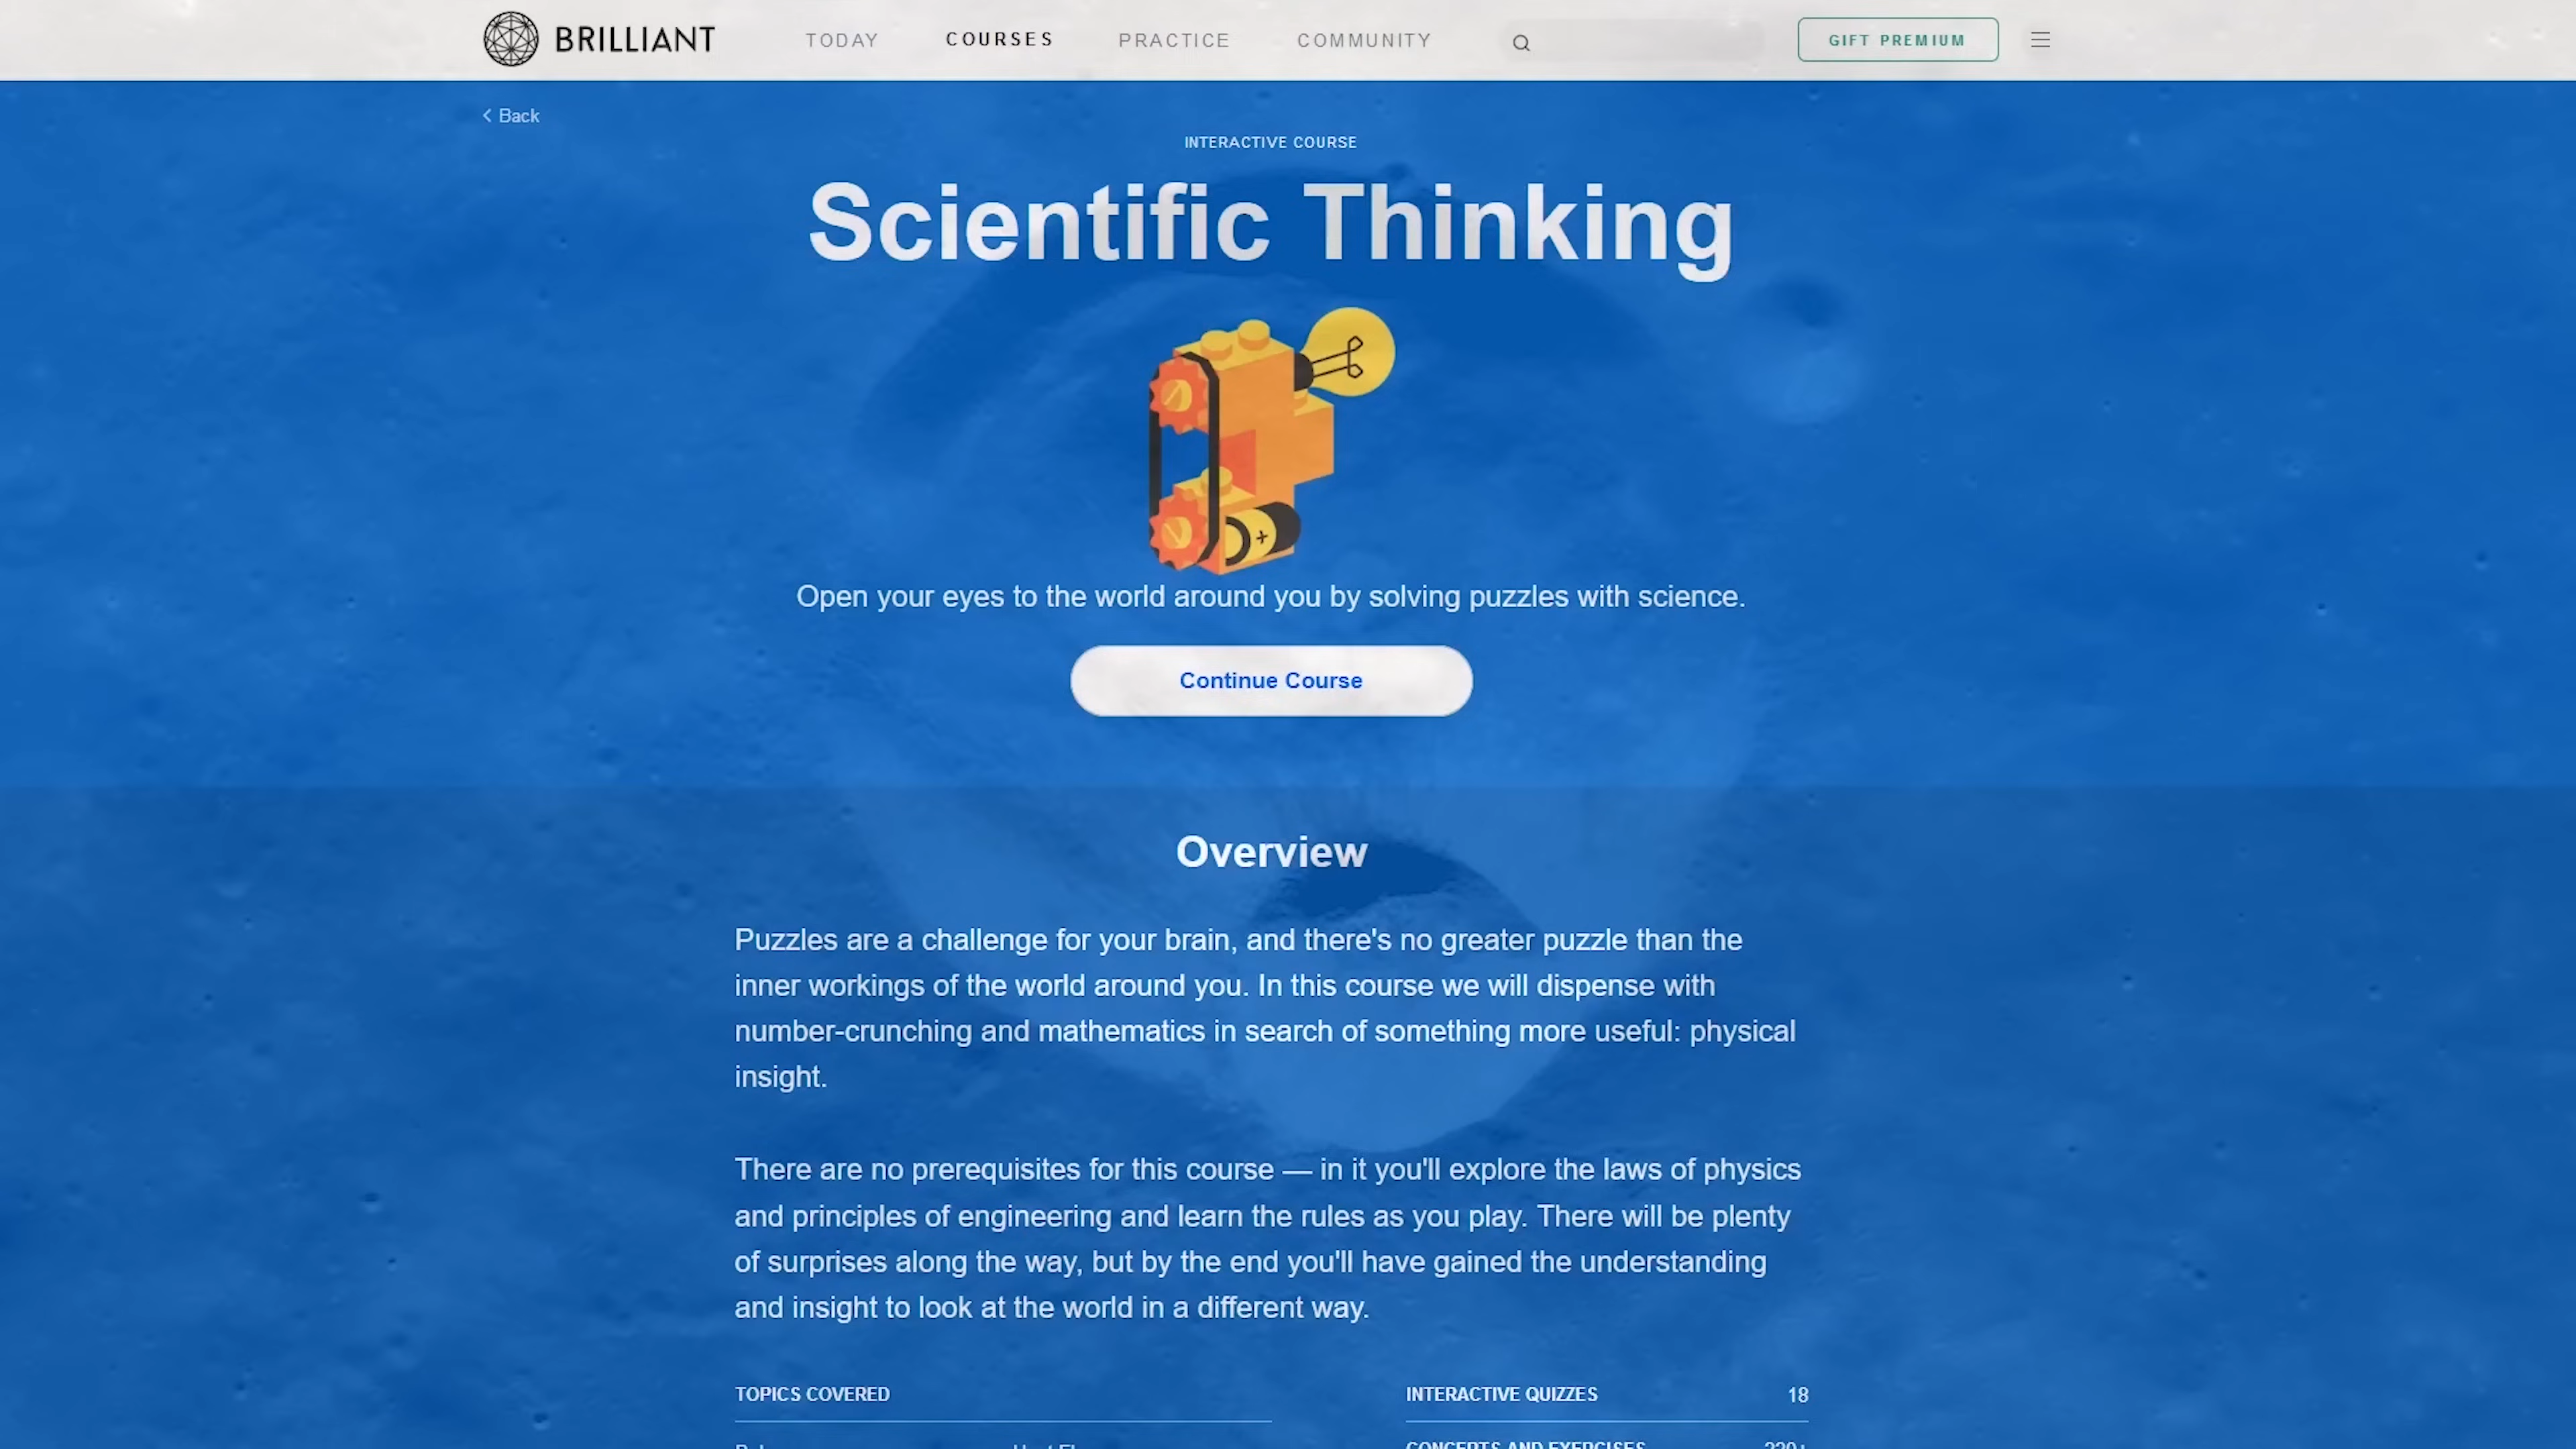 BRILLIANT
TODAY
COURSES
PRACTICE
COMMUNITY
GIFT PREMIUM
Back
INTERACTIVE COURSE
Scientific Thinking
Open your eyes to the world around you by solving puzzles with science.
Continue Course
Overview
Puzzles are a challenge for your brain, and there's no greater puzzle than the
inner workings of the world around you. In this course we will dispense with
number-crunching and mathematics in search of something more useful: physical
insight.
There are no prerequisites for this course — in it you'll explore the laws of physics
and principles of engineering and learn the rules as you play. There will be plenty
of surprises along the way, but by the end you'll have gained the understanding
and insight to look at the world in a different way.
TOPICS COVERED
INTERACTIVE QUIZZES 18
CONCEPTS AND EXERCISES